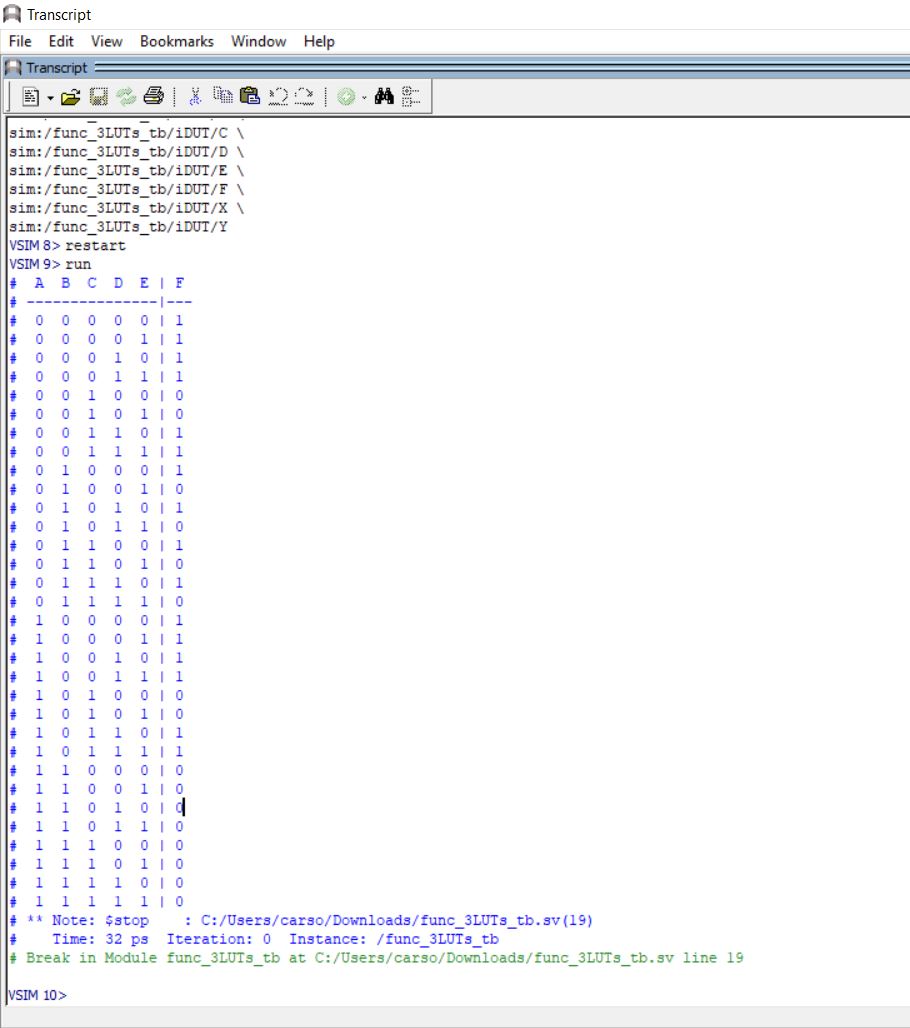 Transcript
File Edit View Bookmarks Window Help
Transcript
sim:/func_3LUTs_tb/iDUT/C \
sim:/func_3LUTs_tb/iDUT/D \
sim:/func_3LUTs_tb/iDUT/E \
sim:/func_3LUTs_tb/iDUT/F \
sim:/func_3LUTs_tb/iDUT/X \
sim:/func_3LUTs_tb/iDUT/Y
VSIM 8> restart
VSIM 9> run
#  A  B  C  D  E | F
# ---------------|---
#  0  0  0  0  0 | 1
#  0  0  0  0  1 | 1
#  0  0  0  1  0 | 1
#  0  0  0  1  1 | 1
#  0  0  1  0  0 | 0
#  0  0  1  0  1 | 0
#  0  0  1  1  0 | 1
#  0  0  1  1  1 | 1
#  0  1  0  0  0 | 1
#  0  1  0  0  1 | 0
#  0  1  0  1  0 | 1
#  0  1  0  1  1 | 0
#  0  1  1  0  0 | 1
#  0  1  1  0  1 | 0
#  0  1  1  1  0 | 1
#  0  1  1  1  1 | 0
#  1  0  0  0  0 | 1
#  1  0  0  0  1 | 1
#  1  0  0  1  0 | 1
#  1  0  0  1  1 | 1
#  1  0  1  0  0 | 0
#  1  0  1  0  1 | 0
#  1  0  1  1  0 | 1
#  1  0  1  1  1 | 1
#  1  1  0  0  0 | 0
#  1  1  0  0  1 | 0
#  1  1  0  1  0 | 0
#  1  1  0  1  1 | 0
#  1  1  1  0  0 | 0
#  1  1  1  0  1 | 0
#  1  1  1  1  0 | 0
#  1  1  1  1  1 | 0
# ** Note: $stop    : C:/Users/carso/Downloads/func_3LUTs_tb.sv(19)
#    Time: 32 ps  Iteration: 0  Instance: /func_3LUTs_tb
# Break in Module func_3LUTs_tb at C:/Users/carso/Downloads/func_3LUTs_tb.sv line 19
VSIM 10>